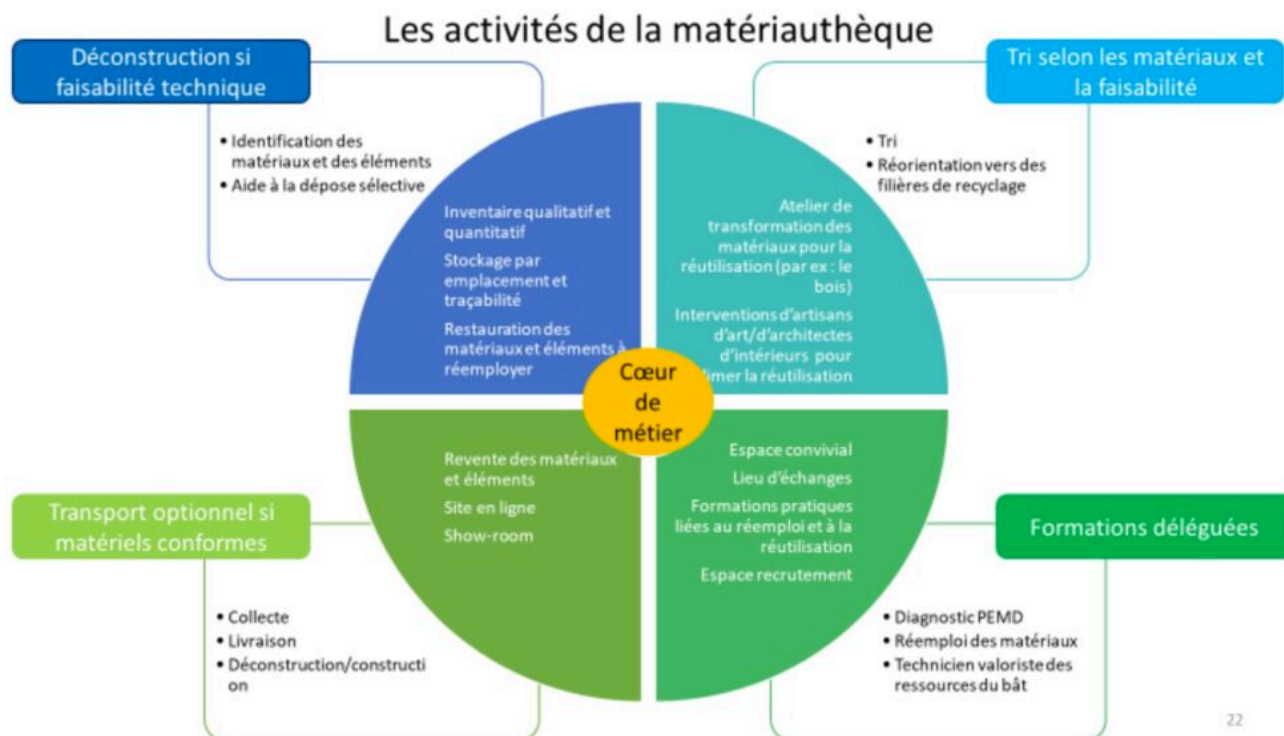 Les activités de la matériauthèque
Déconstruction si
faisabilité technique
• Identification des
matériaux et des éléments
• Aide à la dépose sélective
Tri selon les matériaux et
la faisabilité
• Tri
• Réorientation vers des
filières de recyclage
Inventaire qualitatif et
quantitatif
Stockage par
emplacement et
traçabilité
Restauration des
matériaux et éléments à
réemployer
Atelier de
transformation des
matériaux pour la
réutilisation (par ex : le
bois)
Interventions d'artisans
d'art/d'architectes
d'intérieurs pour
la réutilisation
Cœur
de
métier
Revente des matériaux
et éléments
Site en ligne
Show-room
Espace convivial
Lieu d'échanges
Formations pratiques
liées au réemploi et à la
réutilisation
Espace recrutement
Transport optionnel si
matériels conformes
• Collecte
• Livraison
• Déconstruction/constructi
on
Formations déléguées
• Diagnostic PEMD
• Réemploi des matériaux
• Technicien valoriste des
ressources du bât
22